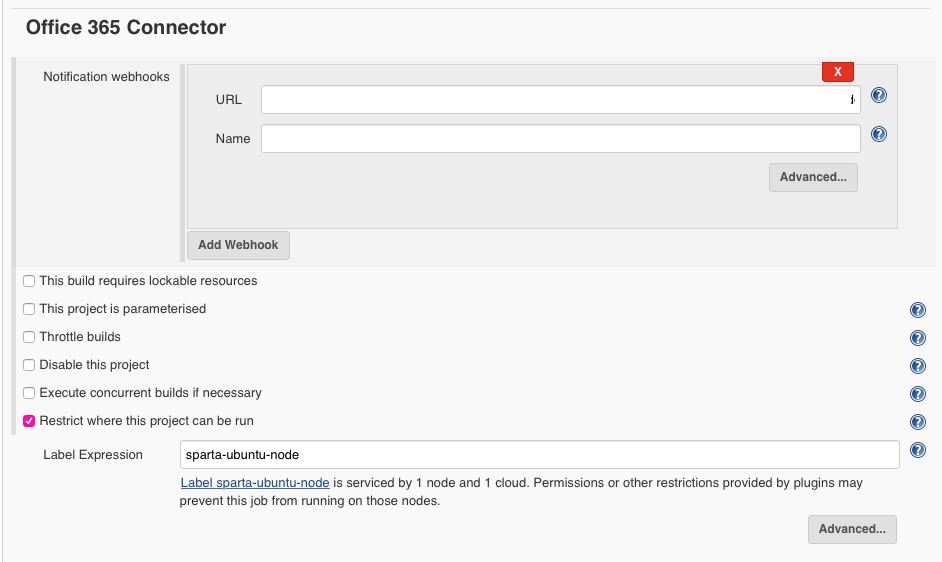 Office 365 Connector
Notification webhooks
X
URL
Name
Advanced...
Add Webhook
This build requires lockable resources
This project is parameterised
Throttle builds
Disable this project
Execute concurrent builds if necessary
Restrict where this project can be run
Label Expression
sparta-ubuntu-node
Label sparta-ubuntu-node is serviced by 1 node and 1 cloud. Permissions or other restrictions provided by plugins may
prevent this job from running on those nodes.
Advanced...